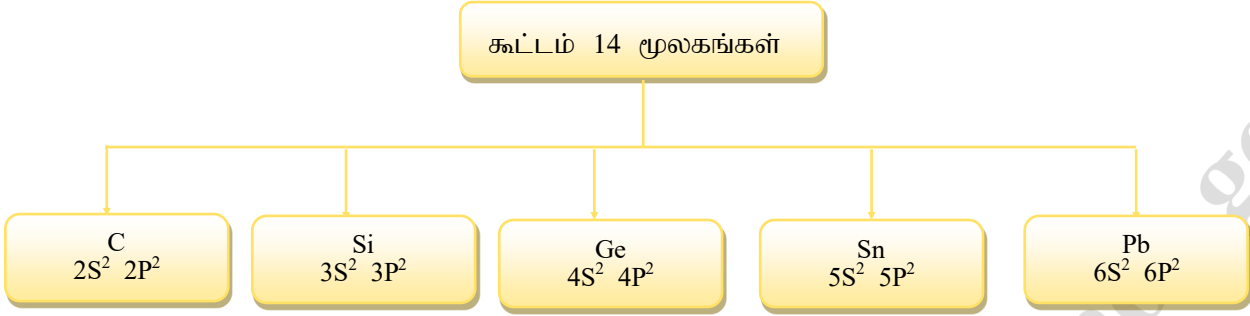 கூட்டம் 14 மூலகங்கள்
C
2S² 2P²
Si
3S² 3P²
Ge
4S² 4P²
Sn
5S² 5P²
Pb
6S² 6P²